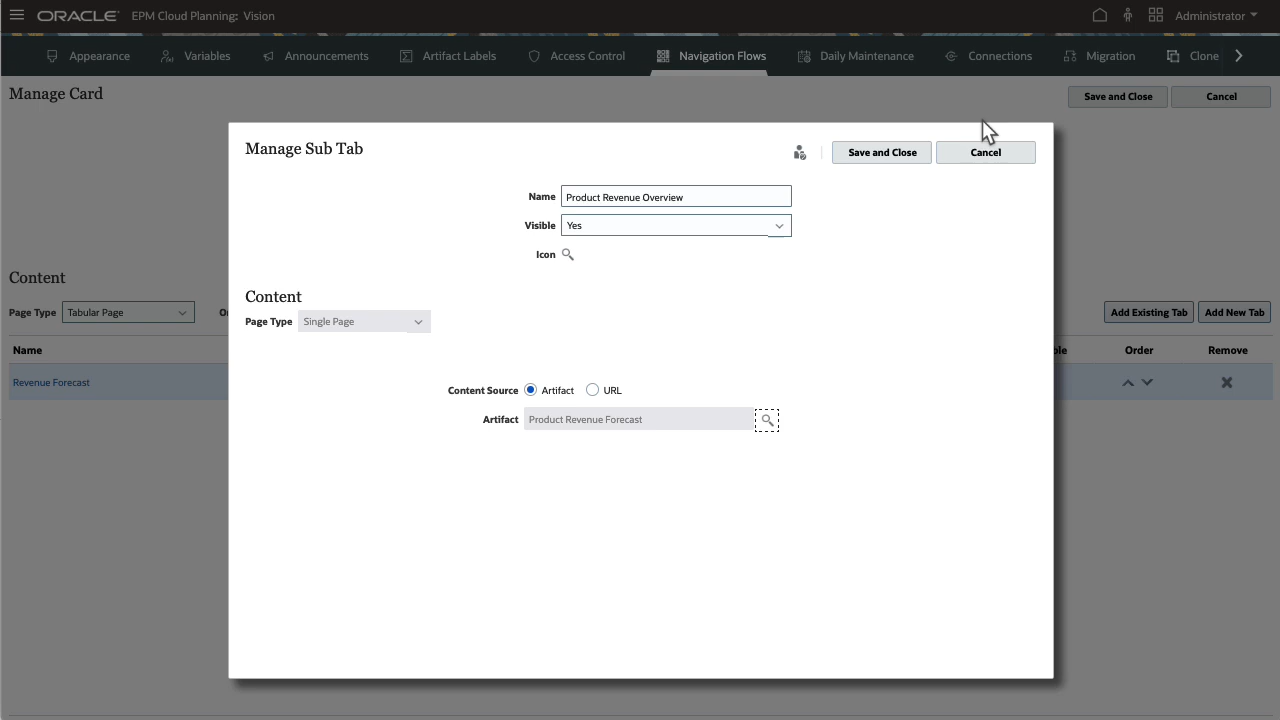 ORACLE® EPM Cloud Planning: Vision Administrator
Appearance Variables Announcements Artifact Labels Access Control Navigation Flows Daily Maintenance Connections Migration Clone
Manage Card Save and Close Cancel
Manage Sub Tab Save and Close Cancel
Name Product Revenue Overview
Visible Yes
Icon
Content
Page Type Tabular Page Add Existing Tab Add New Tab
Content
Page Type Single Page
Name Order Remove
Revenue Forecast
Content Source Artifact URL
Artifact Product Revenue Forecast